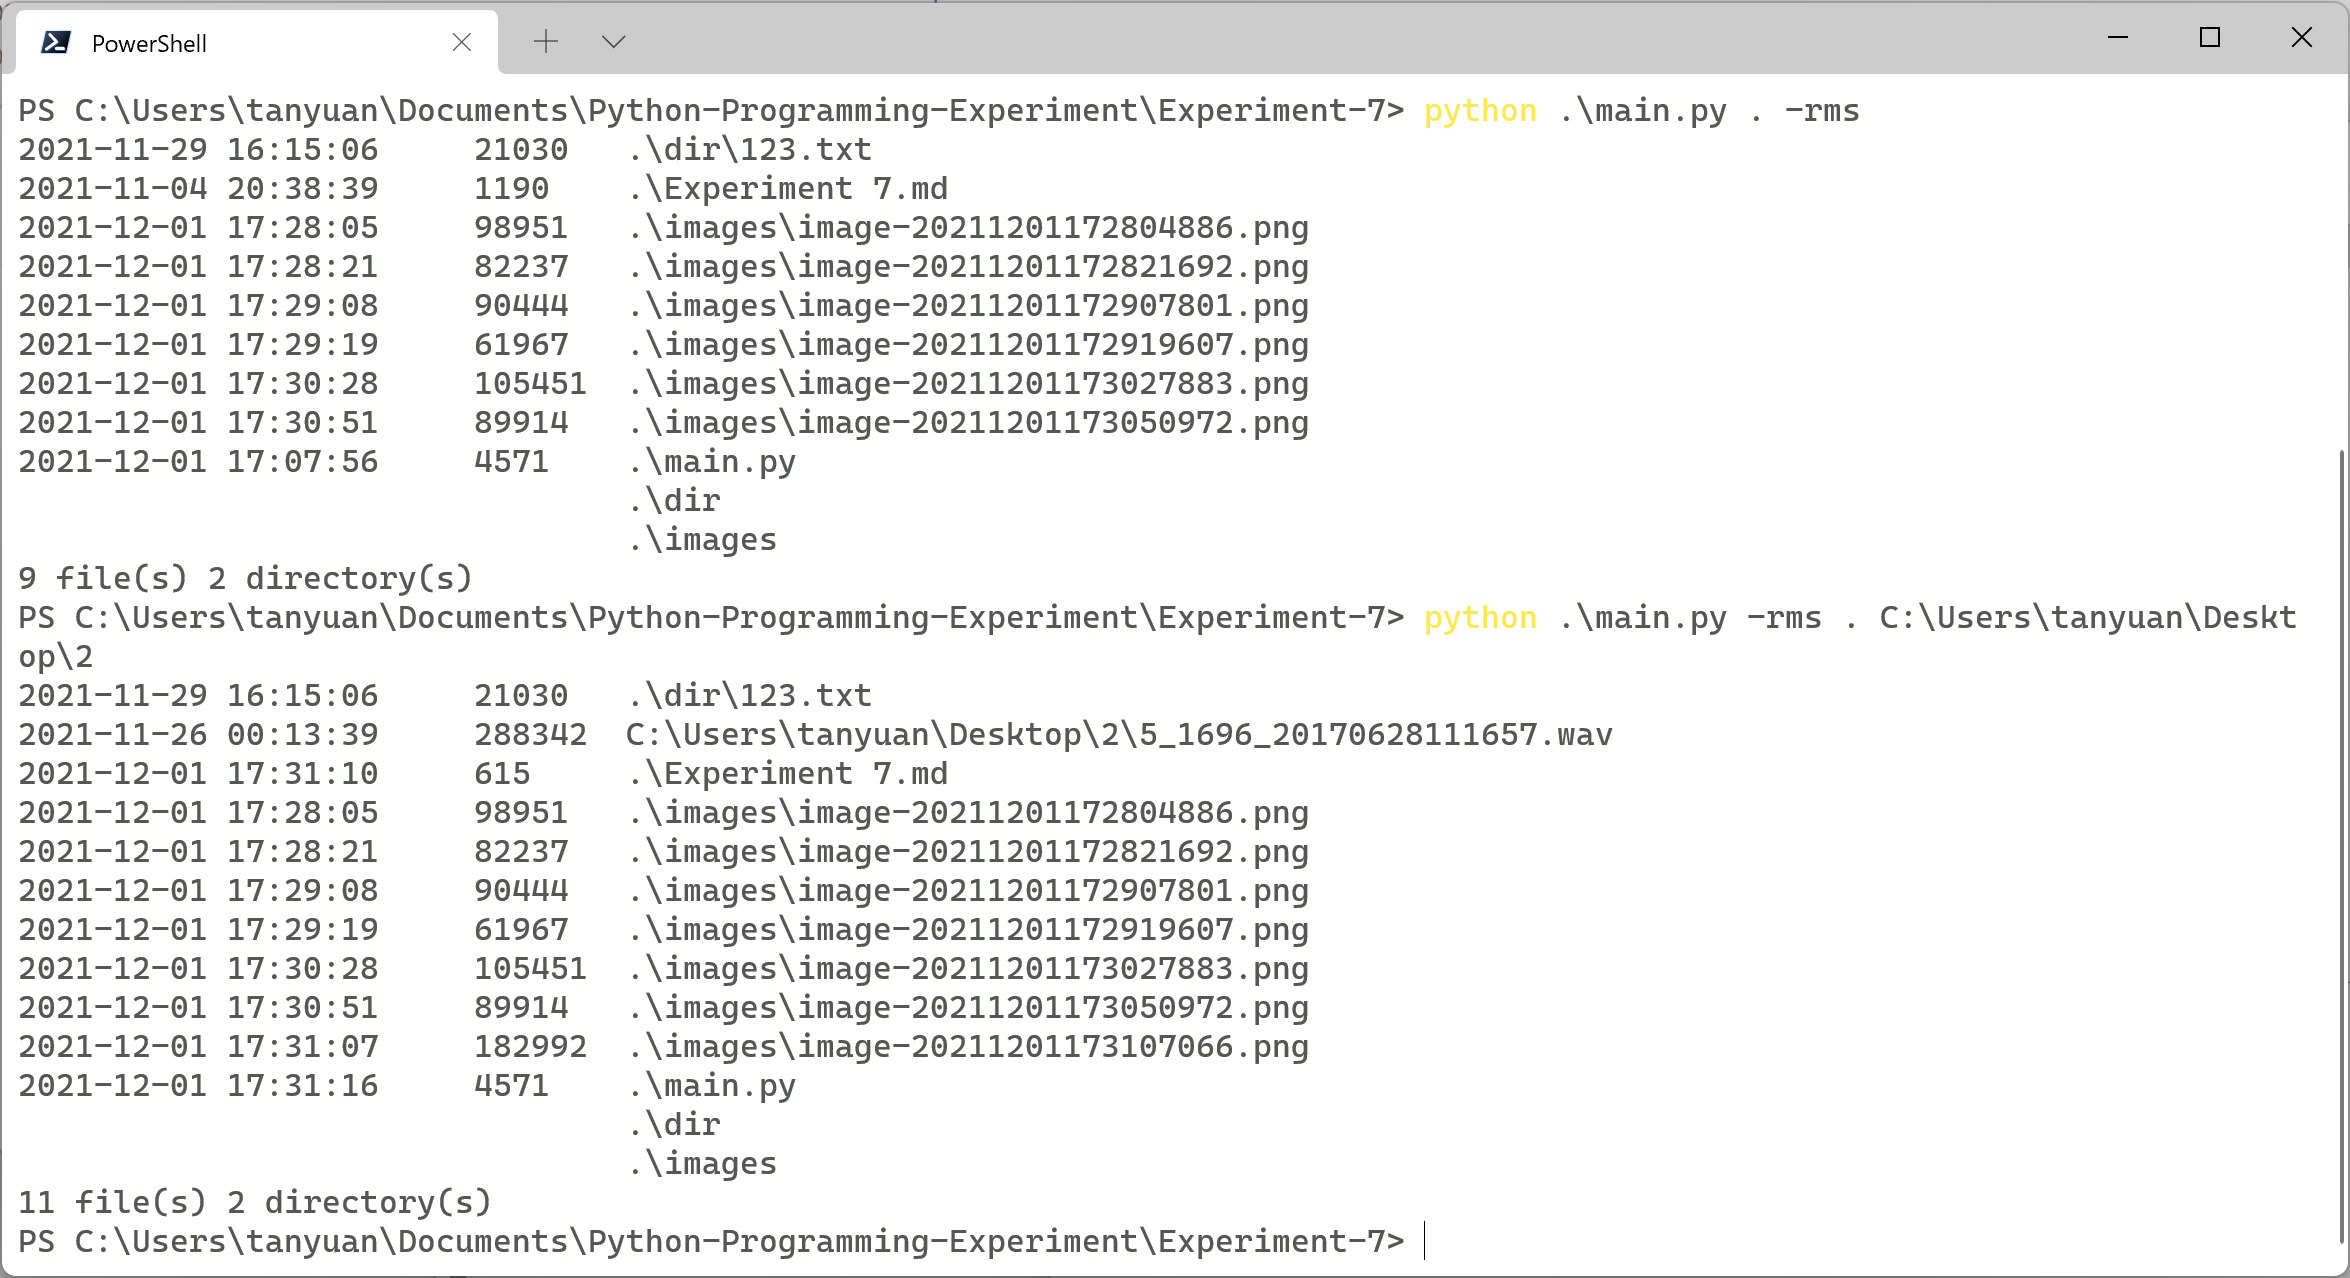 PowerShell
PS C:\Users\tanyuan\Documents\Python-Programming-Experiment\Experiment-7> python .\main.py . -rms
2021-11-29 16:15:06     21030   .\dir\123.txt
2021-11-04 20:38:39     1190    .\Experiment 7.md
2021-12-01 17:28:05     98951   .\images\image-20211201172804886.png
2021-12-01 17:28:21     82237   .\images\image-20211201172821692.png
2021-12-01 17:29:08     90444   .\images\image-20211201172907801.png
2021-12-01 17:29:19     61967   .\images\image-20211201172919607.png
2021-12-01 17:30:28     105451  .\images\image-20211201173027883.png
2021-12-01 17:30:51     89914   .\images\image-20211201173050972.png
2021-12-01 17:07:56     4571    .\main.py
                                .\dir
                                .\images
9 file(s) 2 directory(s)
PS C:\Users\tanyuan\Documents\Python-Programming-Experiment\Experiment-7> python .\main.py -rms . C:\Users\tanyuan\Deskt
op\2
2021-11-29 16:15:06     21030   .\dir\123.txt
2021-11-26 00:13:39     288342  C:\Users\tanyuan\Desktop\2\5_1696_20170628111657.wav
2021-12-01 17:31:10     615     .\Experiment 7.md
2021-12-01 17:28:05     98951   .\images\image-20211201172804886.png
2021-12-01 17:28:21     82237   .\images\image-20211201172821692.png
2021-12-01 17:29:08     90444   .\images\image-20211201172907801.png
2021-12-01 17:29:19     61967   .\images\image-20211201172919607.png
2021-12-01 17:30:28     105451  .\images\image-20211201173027883.png
2021-12-01 17:30:51     89914   .\images\image-20211201173050972.png
2021-12-01 17:31:07     182992  .\images\image-20211201173107066.png
2021-12-01 17:31:16     4571    .\main.py
                                .\dir
                                .\images
11 file(s) 2 directory(s)
PS C:\Users\tanyuan\Documents\Python-Programming-Experiment\Experiment-7>